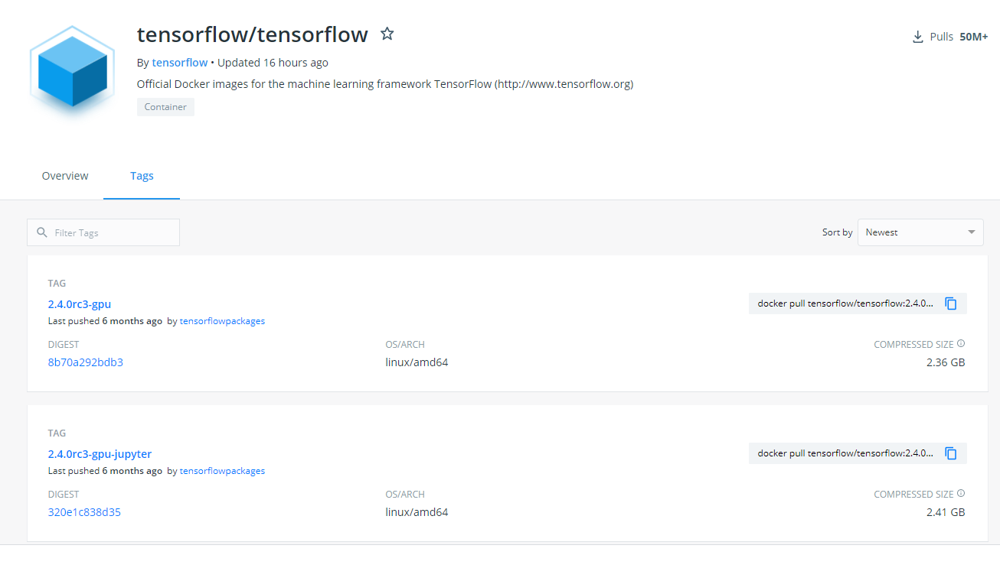 tensorflow/tensorflow
Pulls 50M+
By tensorflow • Updated 16 hours ago
Official Docker images for the machine learning framework TensorFlow (http://www.tensorflow.org)
Container
Overview Tags
Filter Tags
Sort by Newest
TAG
2.4.0rc3-gpu
docker pull tensorflow/tensorflow:2.4.0...
Last pushed 6 months ago by tensorflowpackages
DIGEST OS/ARCH COMPRESSED SIZE
8b70a292bdb3 linux/amd64 2.36 GB
TAG
2.4.0rc3-gpu-jupyter
docker pull tensorflow/tensorflow:2.4.0...
Last pushed 6 months ago by tensorflowpackages
DIGEST OS/ARCH COMPRESSED SIZE
320e1c838d35 linux/amd64 2.41 GB